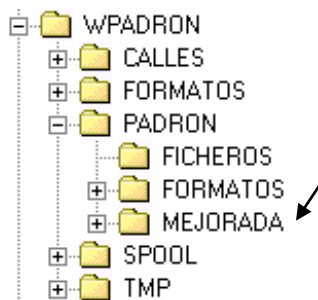 WPADRON
CALLES
FORMATOS
PADRON
FICHEROS
FORMATOS
MEJORADA
SPOOL
TMP